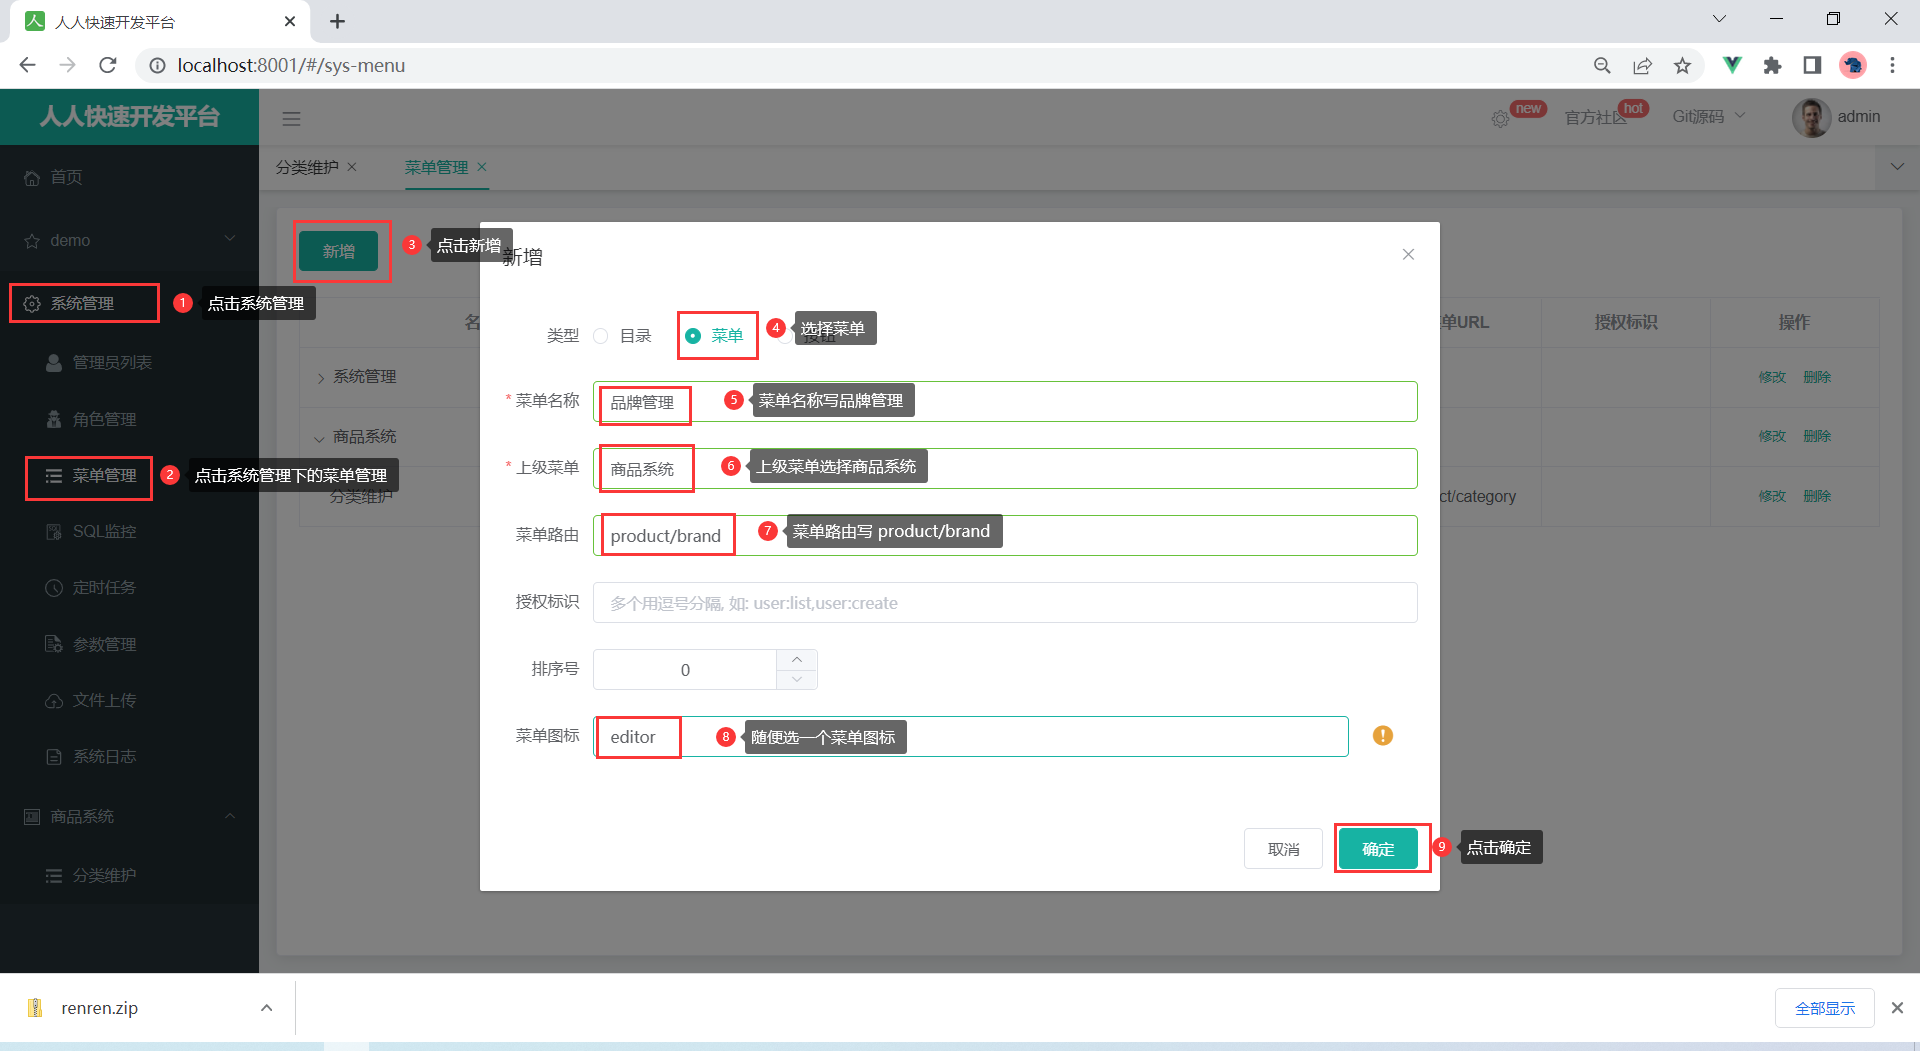 人人快速开发平台
localhost:8001/#/sys-menu
人人快速开发平台
new
官方社区
hot
Git源码
admin
分类维护
菜单管理
首页
demo
系统管理
1
点击系统管理
管理员列表
角色管理
菜单管理
2
点击系统管理下的菜单管理
SQL监控
定时任务
参数管理
文件上传
系统日志
商品系统
分类维护
新增
3
点击新增
名
单URL
授权标识
操作
系统管理
修改
删除
商品系统
修改
删除
分类维护
ct/category
修改
删除
新增
类型
目录
菜单
4
选择菜单
按钮
* 菜单名称
品牌管理
5
菜单名称写品牌管理
* 上级菜单
商品系统
6
上级菜单选择商品系统
菜单路由
product/brand
7
菜单路由写 product/brand
授权标识
多个用逗号分隔, 如: user:list,user:create
排序号
0
菜单图标
editor
8
随便选一个菜单图标
取消
确定
9
点击确定
renren.zip
全部显示